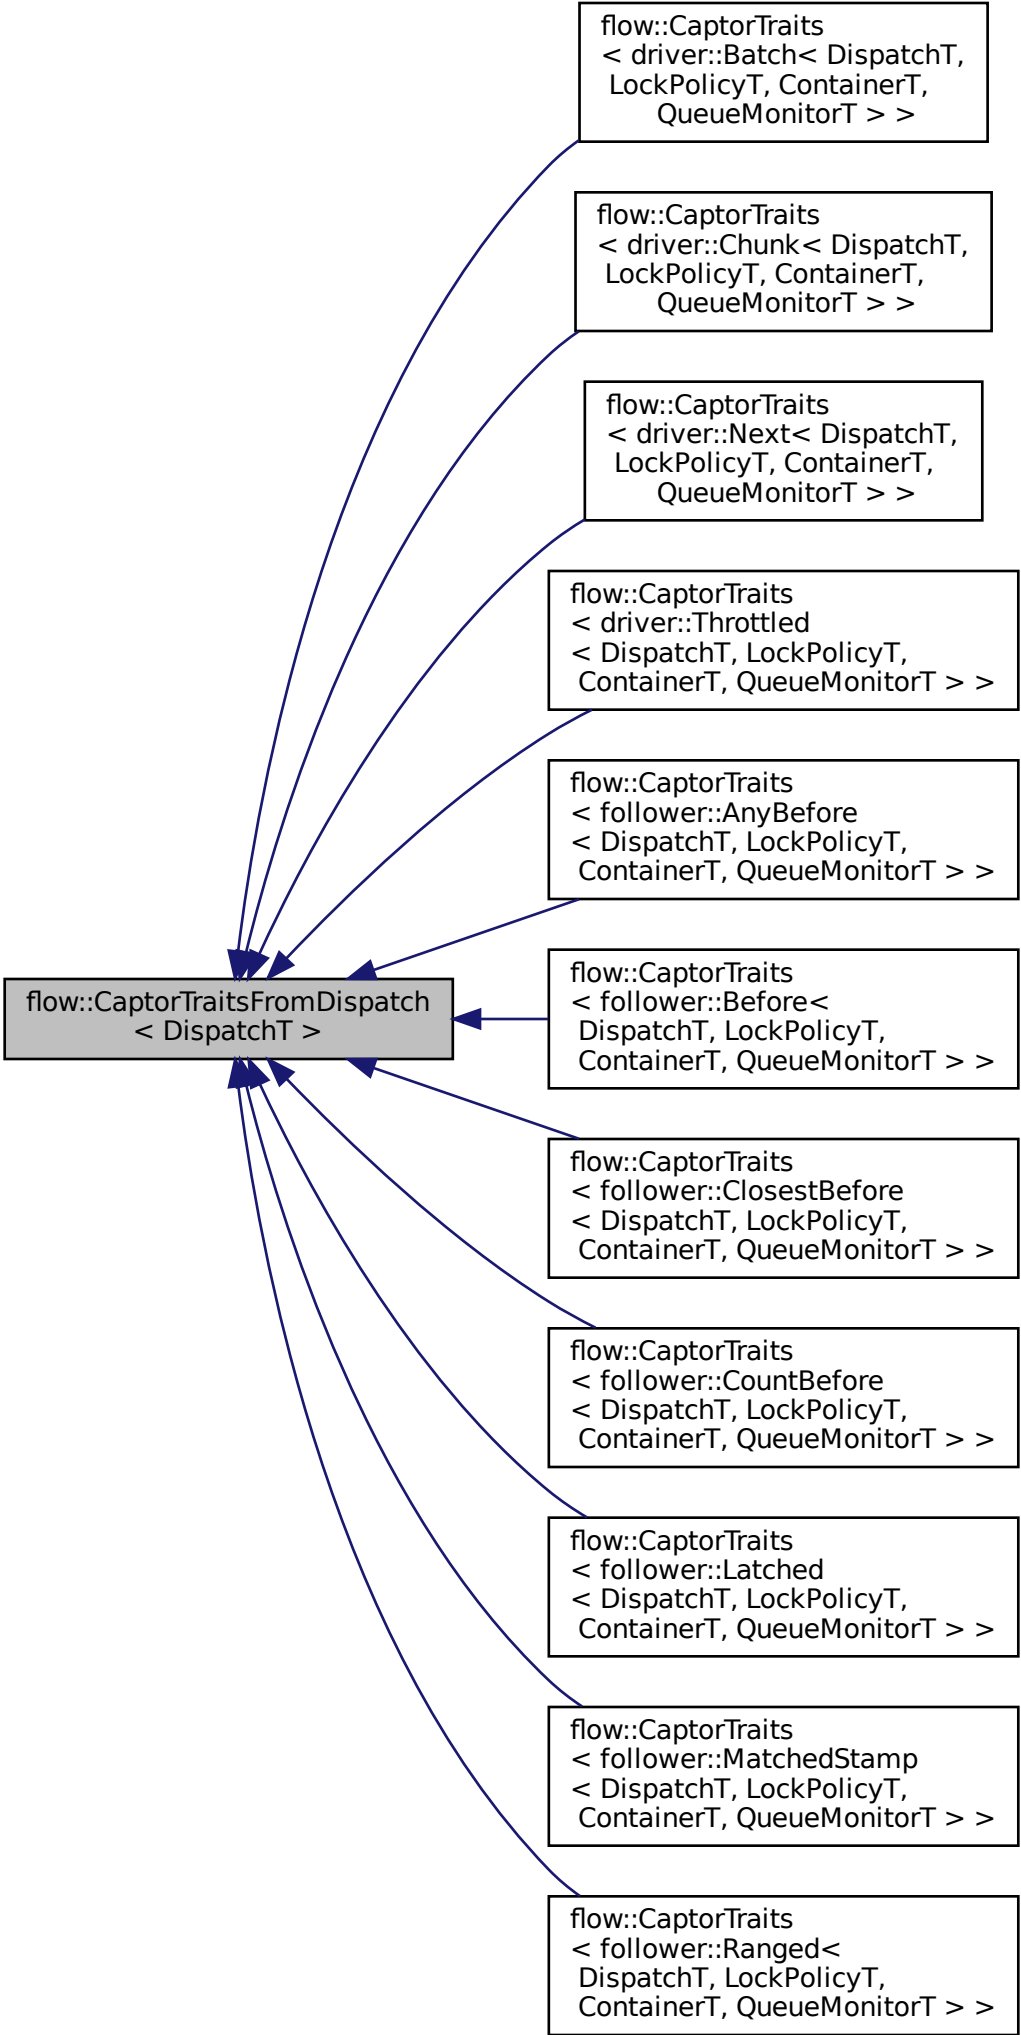 flow::CaptorTraits
< driver::Batch< DispatchT,
LockPolicyT, ContainerT,
QueueMonitorT > >
flow::CaptorTraits
< driver::Chunk< DispatchT,
LockPolicyT, ContainerT,
QueueMonitorT > >
flow::CaptorTraits
< driver::Next< DispatchT,
LockPolicyT, ContainerT,
QueueMonitorT > >
flow::CaptorTraits
< driver::Throttled
< DispatchT, LockPolicyT,
ContainerT, QueueMonitorT > >
flow::CaptorTraits
< follower::AnyBefore
< DispatchT, LockPolicyT,
ContainerT, QueueMonitorT > >
flow::CaptorTraitsFromDispatch
< DispatchT >
flow::CaptorTraits
< follower::Before<
DispatchT, LockPolicyT,
ContainerT, QueueMonitorT > >
flow::CaptorTraits
< follower::ClosestBefore
< DispatchT, LockPolicyT,
ContainerT, QueueMonitorT > >
flow::CaptorTraits
< follower::CountBefore
< DispatchT, LockPolicyT,
ContainerT, QueueMonitorT > >
flow::CaptorTraits
< follower::Latched
< DispatchT, LockPolicyT,
ContainerT, QueueMonitorT > >
flow::CaptorTraits
< follower::MatchedStamp
< DispatchT, LockPolicyT,
ContainerT, QueueMonitorT > >
flow::CaptorTraits
< follower::Ranged<
DispatchT, LockPolicyT,
ContainerT, QueueMonitorT > >